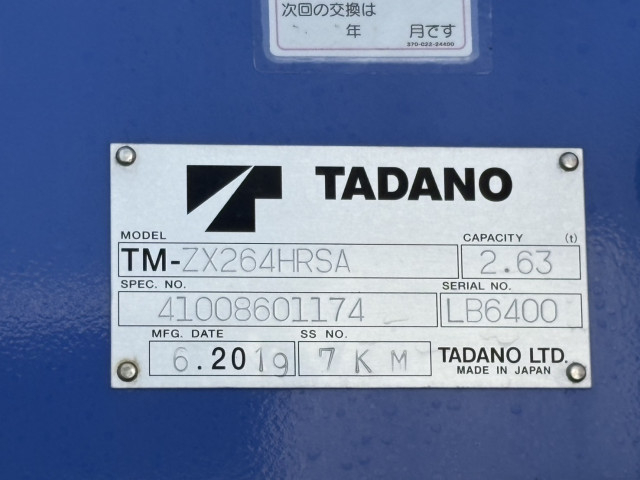 次回の交換は
年 月です
370-022-54400
TADANO
MODEL CAPACITY (t)
TM-ZX264HRSA 2.63
SPEC. NO. SERIAL NO.
41008601174 LB6400
MFG. DATE SS NO.
6.2019 7KM TADANO LTD.
MADE IN JAPAN